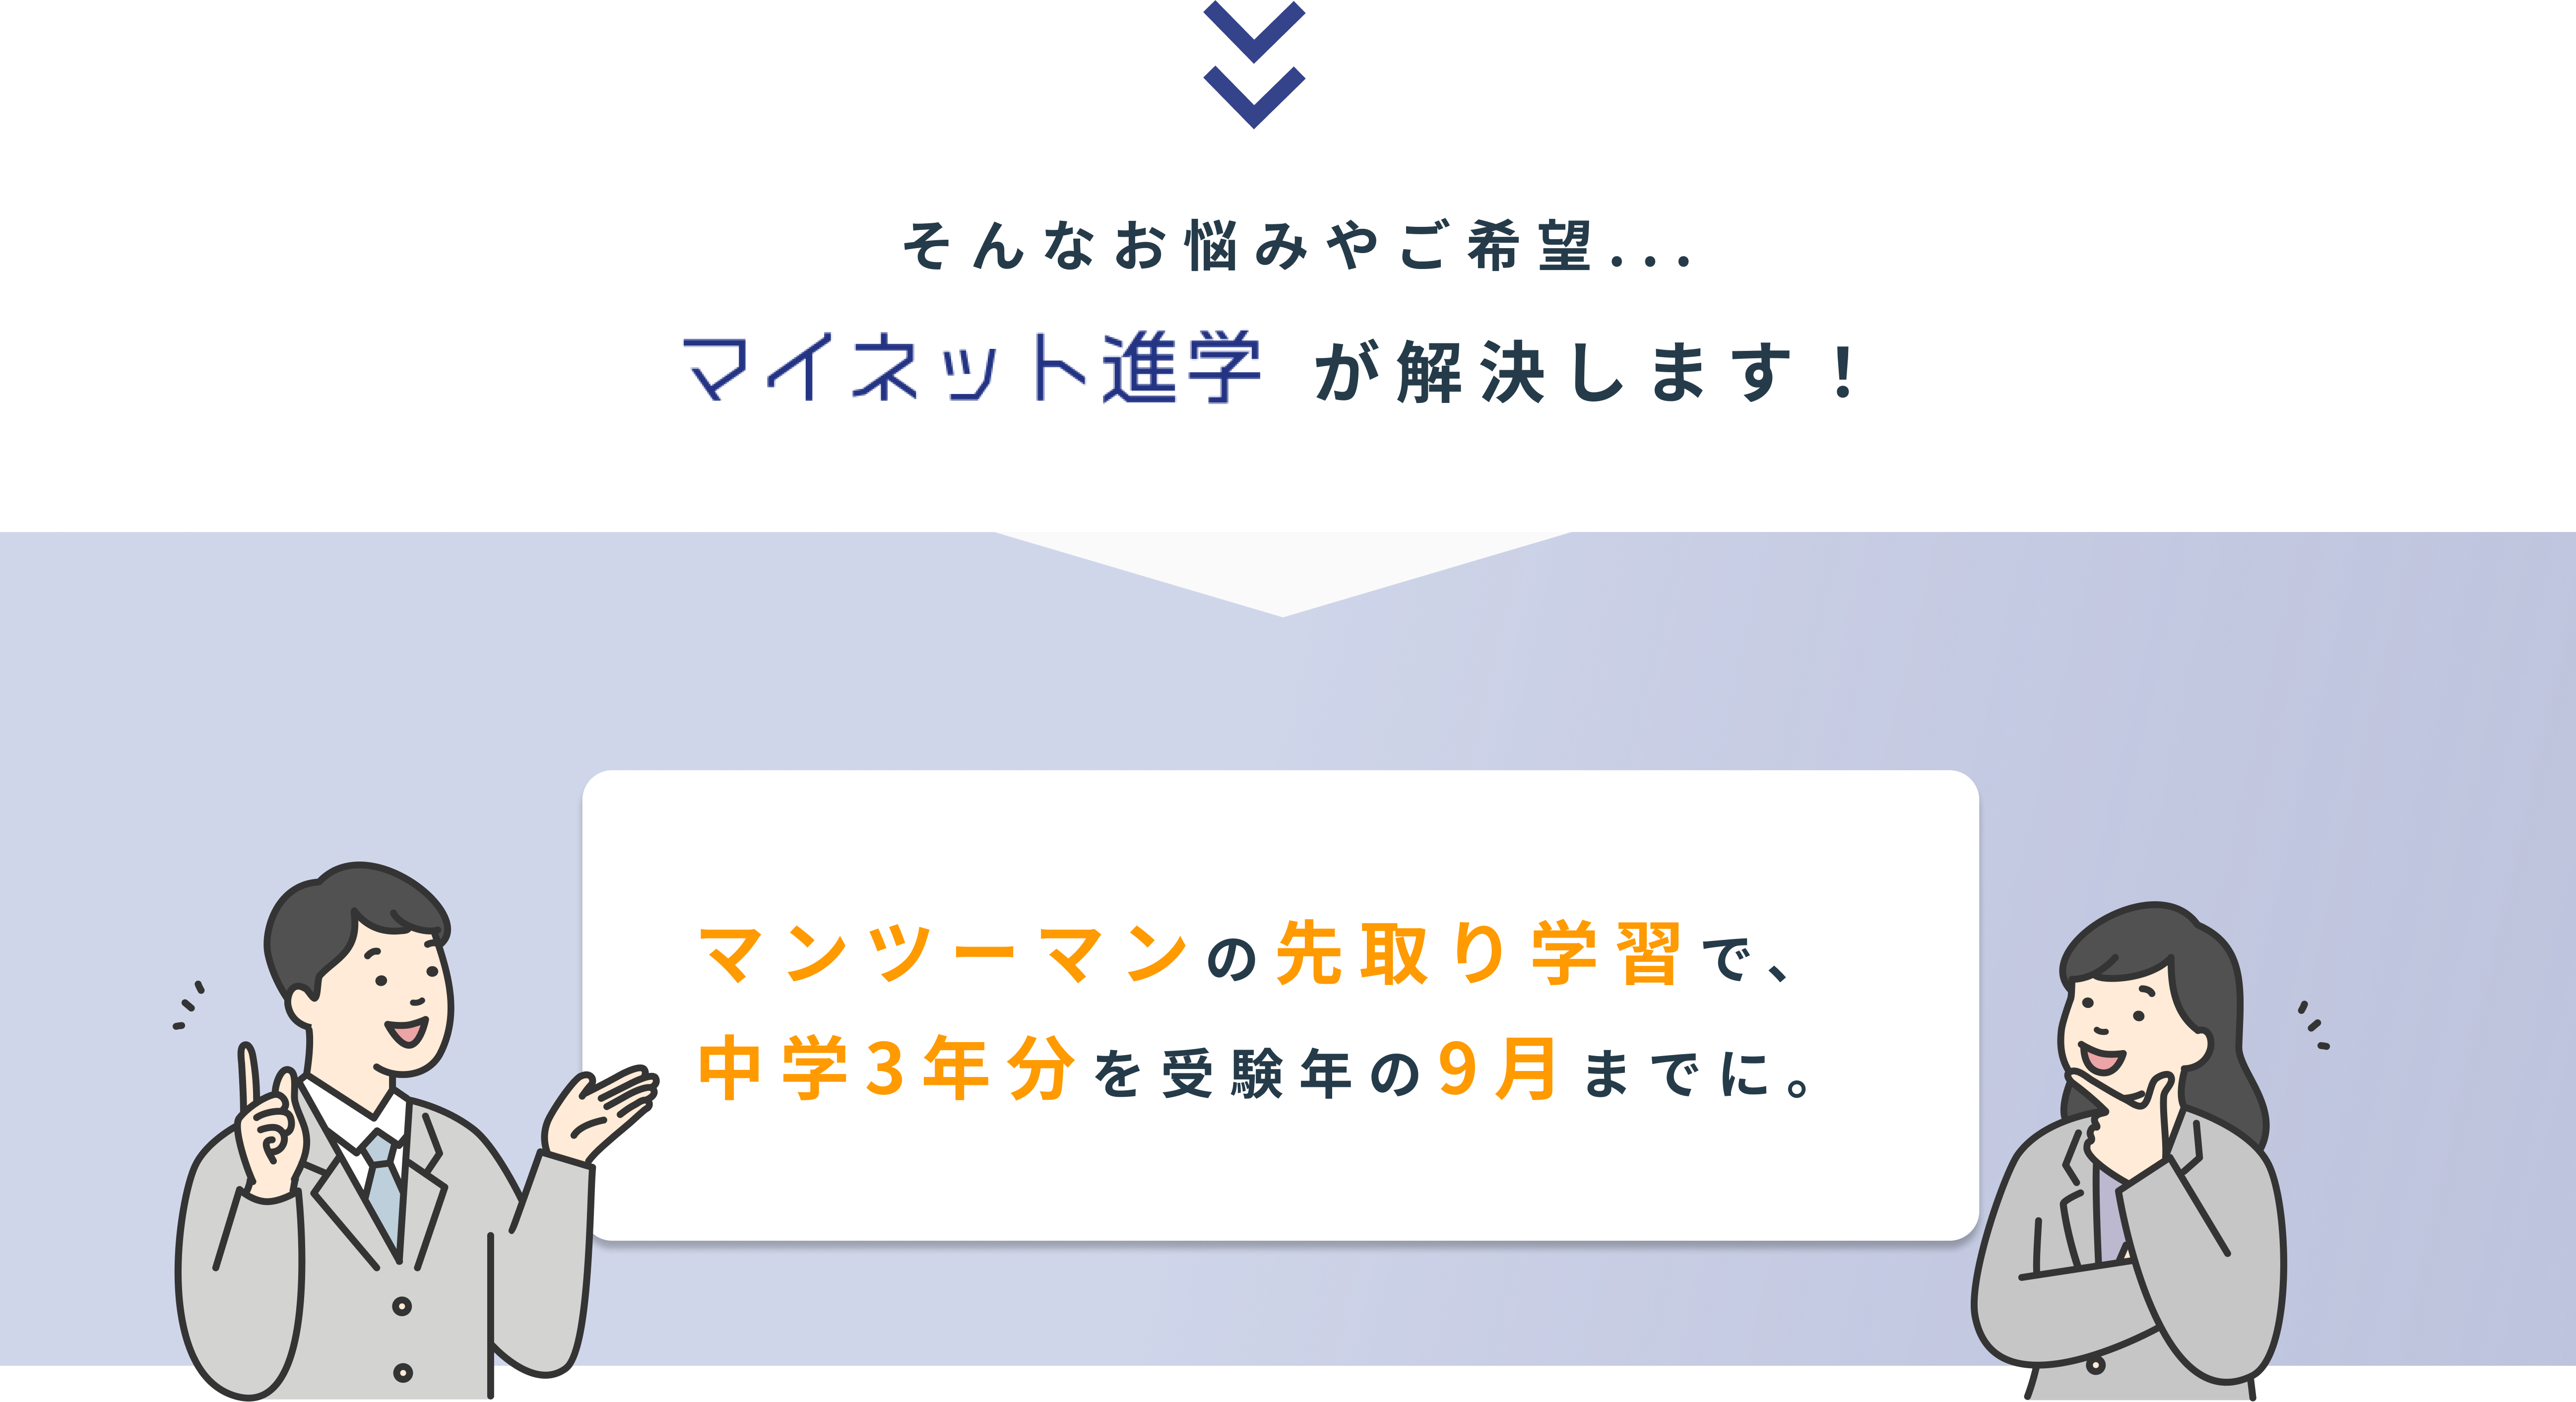 そんなお悩みやご希望...
マイネット進学 が解決します！
マンツーマンの先取り学習で、
中学3年分を受験年の9月までに。